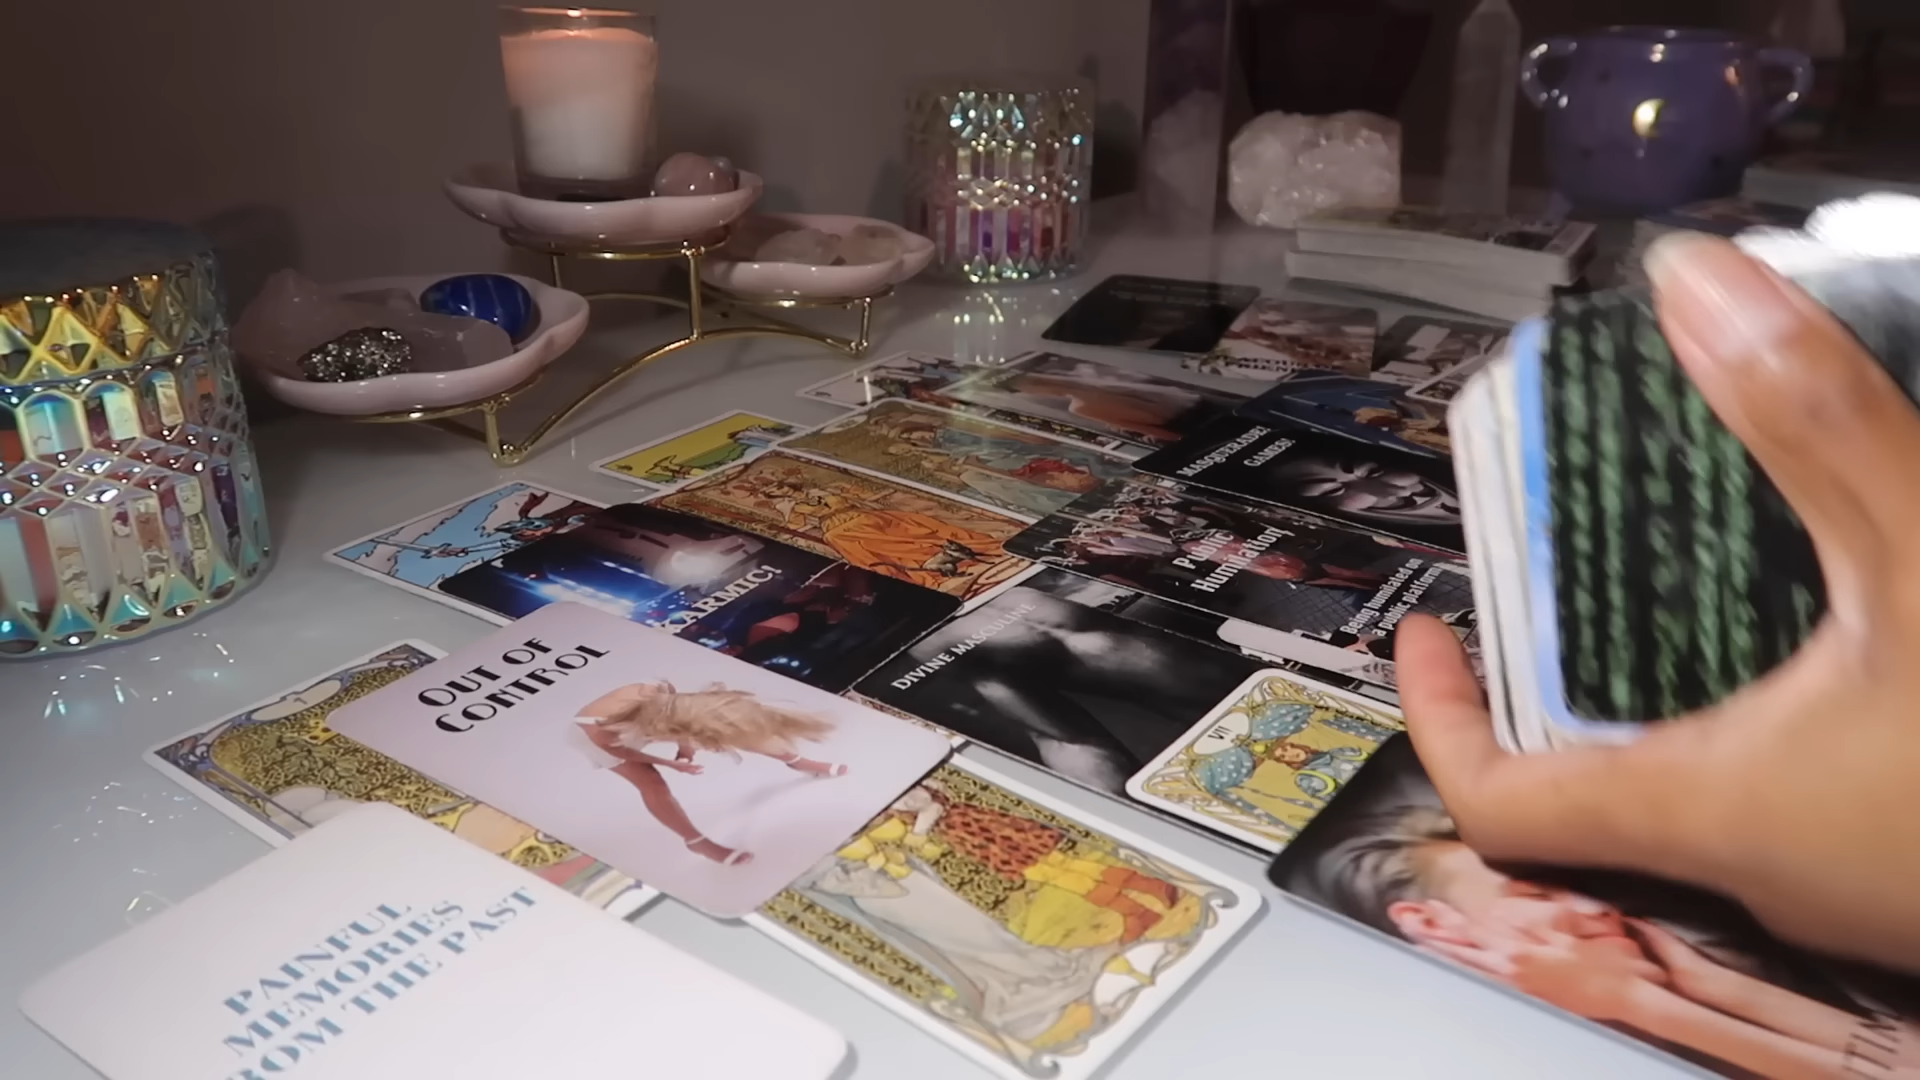 MASQUERADE!
GAMES!
Public
Humiliation
Being humiliated on
a public platform
KARMIC!
DIVINE MASCULINE
OUT OF
CONTROL
VII
PAINFUL
MEMORIES
FROM THE PAST